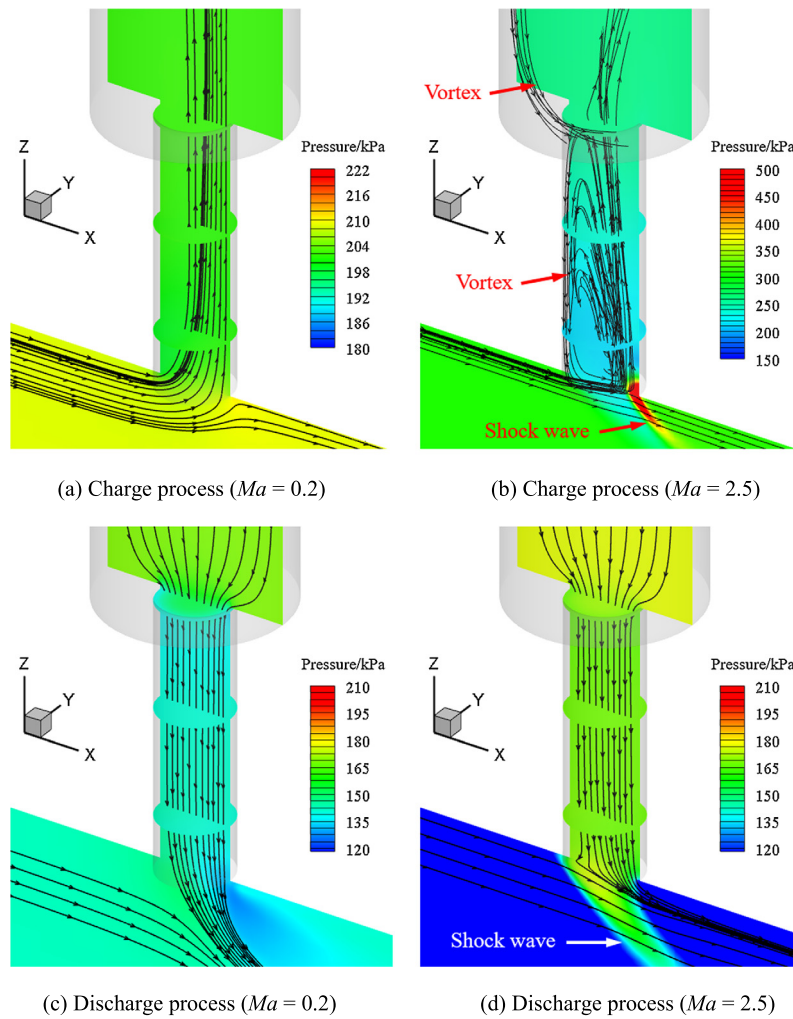 Vortex
Z
Y
X
Pressure/kPa
222
216
210
204
198
192
186
180
(a) Charge process (Ma = 0.2)
Vortex
Z
Y
X
Vortex
Pressure/kPa
500
450
400
350
300
250
200
150
Shock wave
(b) Charge process (Ma = 2.5)
Z
Y
X
Pressure/kPa
210
195
180
165
150
135
120
(c) Discharge process (Ma = 0.2)
Z
Y
X
Pressure/kPa
210
195
180
165
150
135
120
Shock wave
(d) Discharge process (Ma = 2.5)